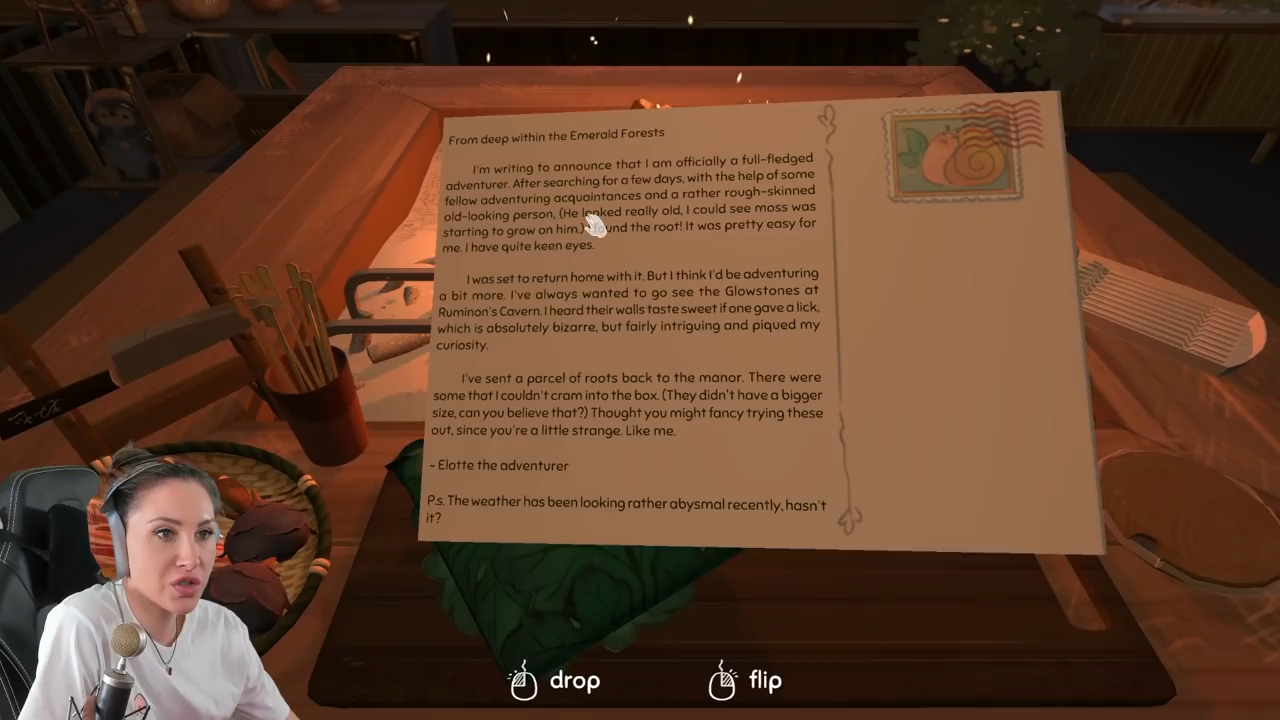 From deep within the Emerald Forests
I'm writing to announce that I am officially a full-fledged
adventurer. After searching for a few days, with the help of some
fellow adventuring acquaintances and a rather rough-skinned
old-looking person, (He looked really old, I could see moss was
starting to grow on him.) found the root! It was pretty easy for
me. I have quite keen eyes.
I was set to return home with it. But I think I'd be adventuring
a bit more. I've always wanted to go see the Glowstones at
Ruminon's Cavern. I heard their walls taste sweet if one gave a lick,
which is absolutely bizarre, but fairly intriguing and piqued my
curiosity.
I've sent a parcel of roots back to the manor. There were
some that I couldn't cram into the box. (They didn't have a bigger
size, can you believe that?) Thought you might fancy trying these
out, since you're a little strange. Like me.
~ Elotte the adventurer
P.s. The weather has been looking rather abysmal recently, hasn't
it?
drop
flip